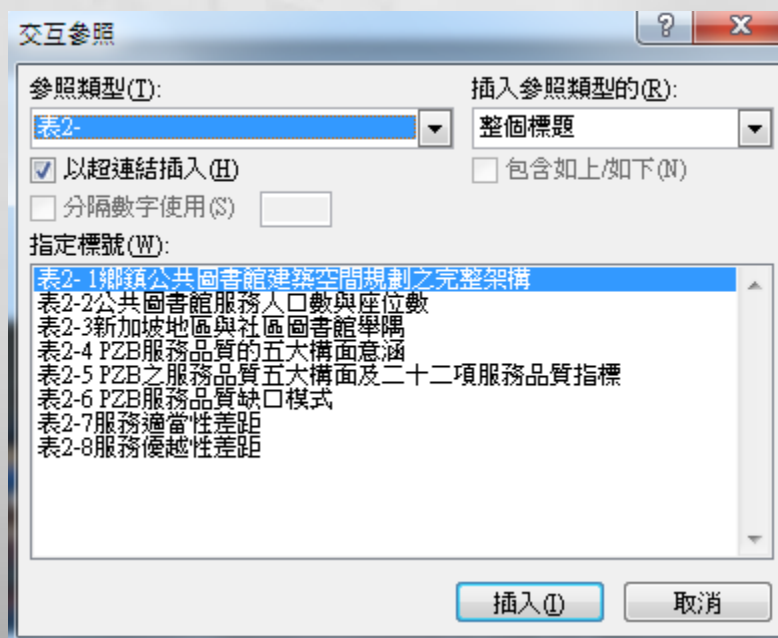 交互參照
參照類型(T):
插入參照類型的(R):
表2-
整個標題
以超連結插入(H)
包含如上/如下(N)
分隔數字使用(S)
指定標號(W):
表2- 1鄉鎮公共圖書館建築空間規劃之完整架構
表2-2公共圖書館服務人口數與座位數
表2-3新加坡地區與社區圖書館舉隅
表2-4 PZB服務品質的五大構面意涵
表2-5 PZB之服務品質五大構面及二十二項服務品質指標
表2-6 PZB服務品質缺口模式
表2-7服務適當性差距
表2-8服務優越性差距
插入(I)
取消